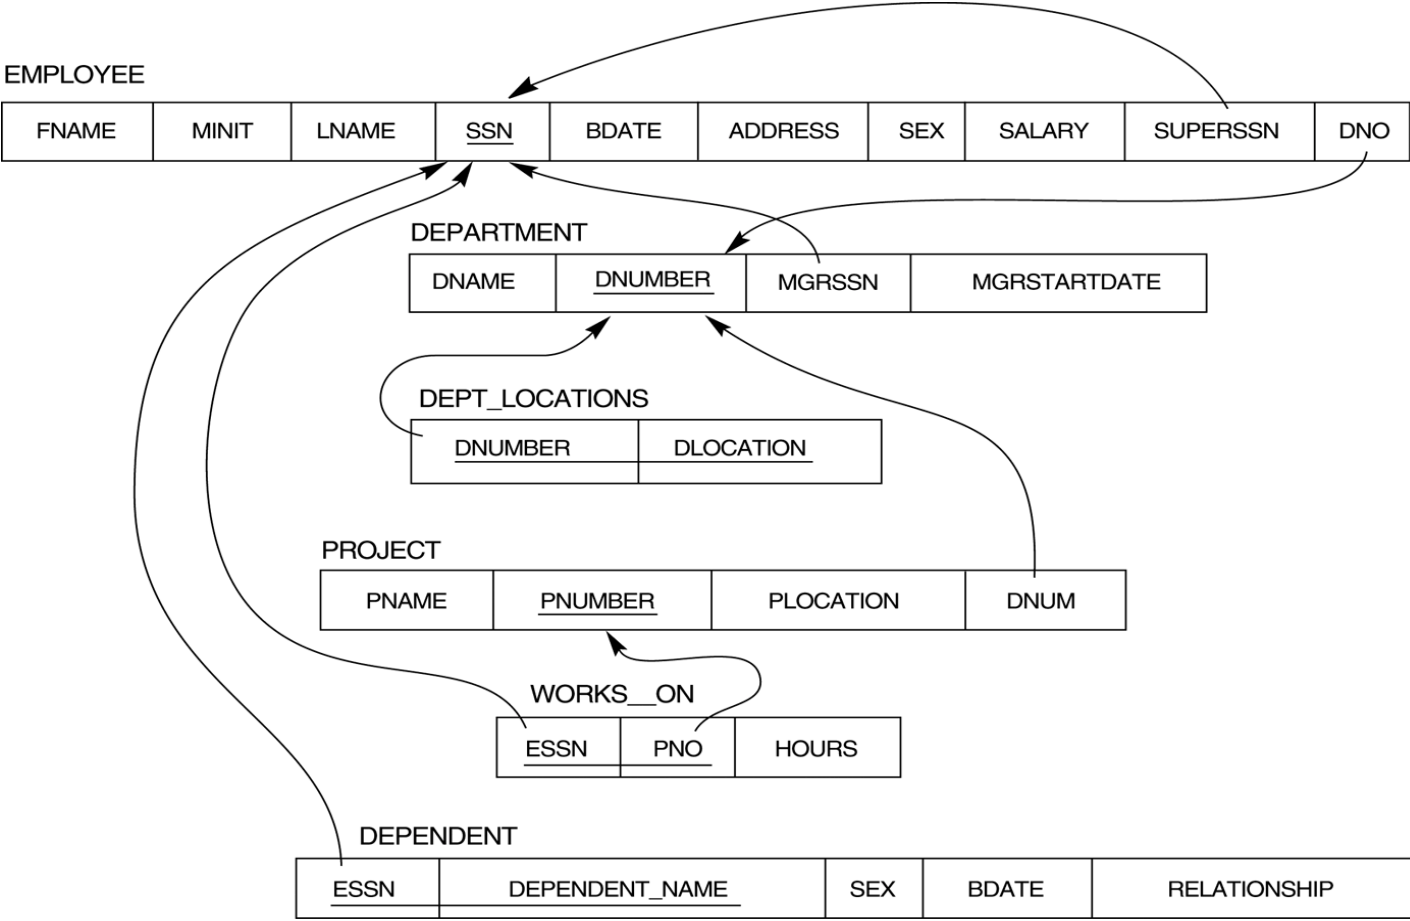 EMPLOYEE
FNAME MINIT LNAME SSN BDATE ADDRESS SEX SALARY SUPERSSN DNO
DEPARTMENT
DNAME DNUMBER MGRSSN MGRSTARTDATE
DEPT_LOCATIONS
DNUMBER DLOCATION
PROJECT
PNAME PNUMBER PLOCATION DNUM
WORKS__ON
ESSN PNO HOURS
DEPENDENT
ESSN DEPENDENT_NAME SEX BDATE RELATIONSHIP